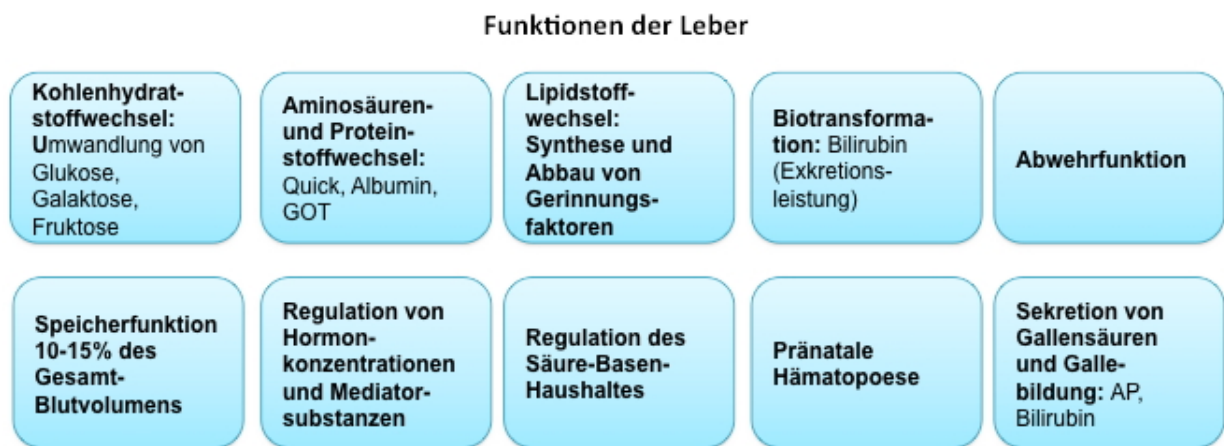 Funktionen der Leber
Kohlenhydrat-
stoffwechsel:
Umwandlung von
Glukose,
Galaktose,
Fruktose
Aminosäuren-
und Protein-
stoffwechsel:
Quick, Albumin,
GOT
Lipidstoff-
wechsel:
Synthese und
Abbau von
Gerinnungs-
faktoren
Biotransforma-
tion: Bilirubin
(Exkretions-
leistung)
Abwehrfunktion
Speicherfunktion
10-15% des
Gesamt-
Blutvolumens
Regulation von
Hormon-
konzentrationen
und Mediator-
substanzen
Regulation des
Säure-Basen-
Haushaltes
Pränatale
Hämatopoese
Sekretion von
Gallensäuren
und Galle-
bildung: AP,
Bilirubin